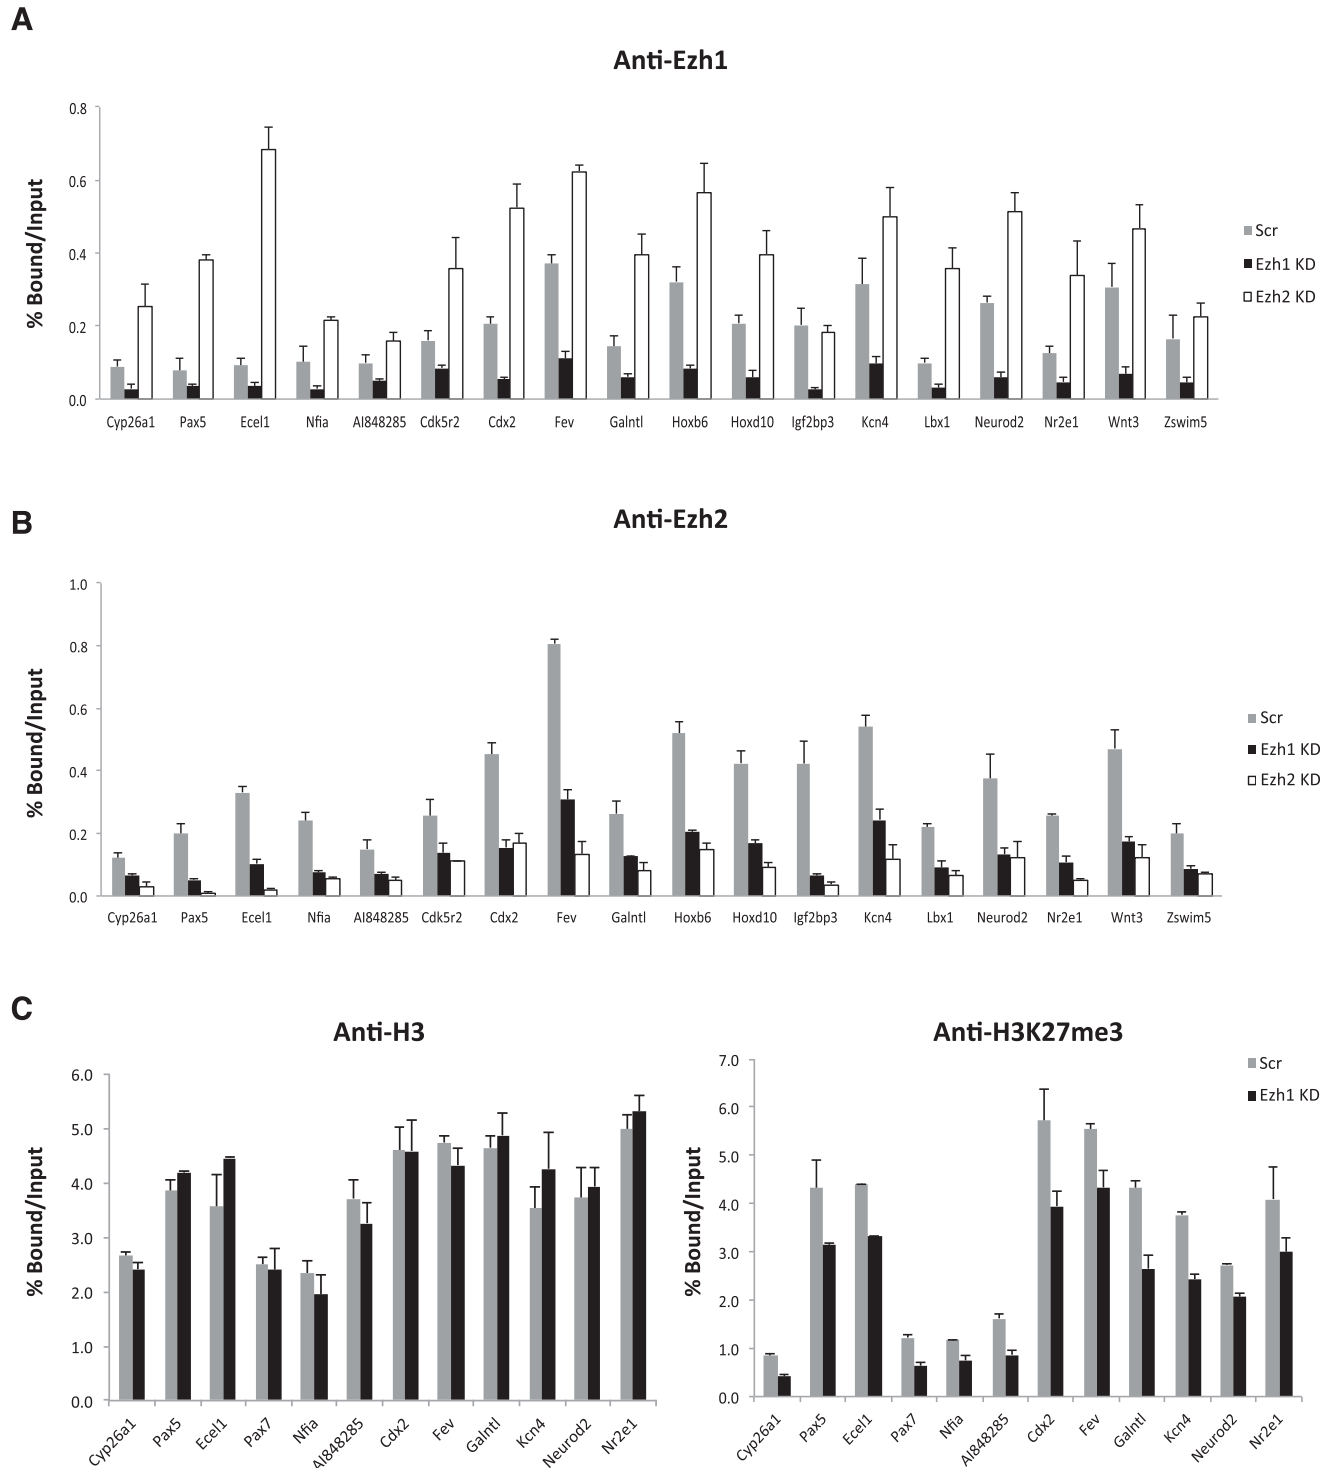 A
Anti-Ezh1
% Bound/Input
0.8
0.6
0.4
0.2
0.0
Cyp26a1 Pax5 Ecel1 Nfia AI848285 Cdk5r2 Cdx2 Fev Galntl Hoxb6 Hoxd10 Igf2bp3 Kcn4 Lbx1 Neurod2 Nr2e1 Wnt3 Zswim5
Scr
Ezh1 KD
Ezh2 KD
B
Anti-Ezh2
% Bound/Input
1.0
0.8
0.6
0.4
0.2
0.0
Cyp26a1 Pax5 Ecel1 Nfia AI848285 Cdk5r2 Cdx2 Fev Galntl Hoxb6 Hoxd10 Igf2bp3 Kcn4 Lbx1 Neurod2 Nr2e1 Wnt3 Zswim5
Scr
Ezh1 KD
Ezh2 KD
C
Anti-H3
% Bound/Input
6.0
5.0
4.0
3.0
2.0
1.0
0.0
Cyp26a1 Pax5 Ecel1 Pax7 Nfia AI848285 Cdx2 Fev Galntl Kcn4 Neurod2 Nr2e1
Anti-H3K27me3
% Bound/Input
7.0
6.0
5.0
4.0
3.0
2.0
1.0
0.0
Cyp26a1 Pax5 Ecel1 Pax7 Nfia AI848285 Cdx2 Fev Galntl Kcn4 Neurod2 Nr2e1
Scr
Ezh1 KD